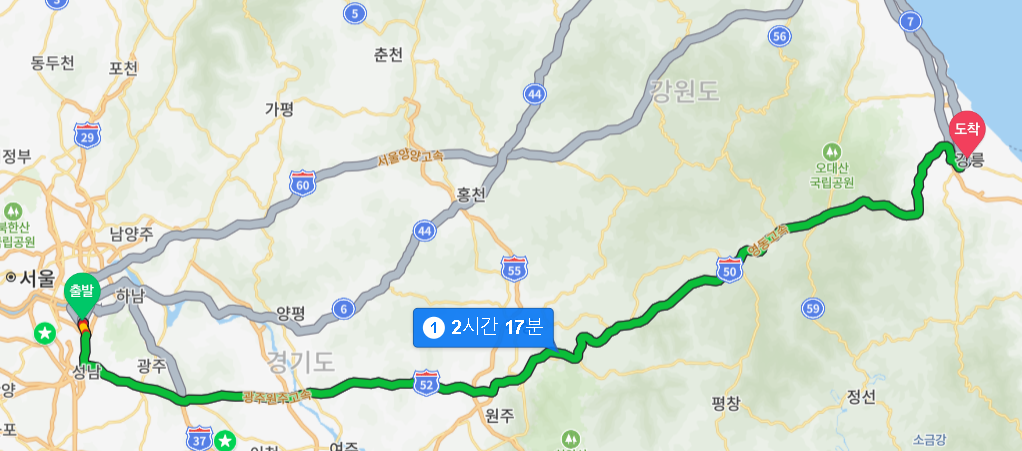 3
5
7
동두천
포천
춘천
56
강원도
44
가평
29
도착
강릉
정부
서울양양고속
오대산
국립공원
60
홍천
북한산
국립공원
44
남양주
영동고속
서울
출발
하남
55
50
양평
6
59
1 2시간 17분
경기도
광주
성남
52
광주원주고속
양
원주
평창
정선
포
37
소금강